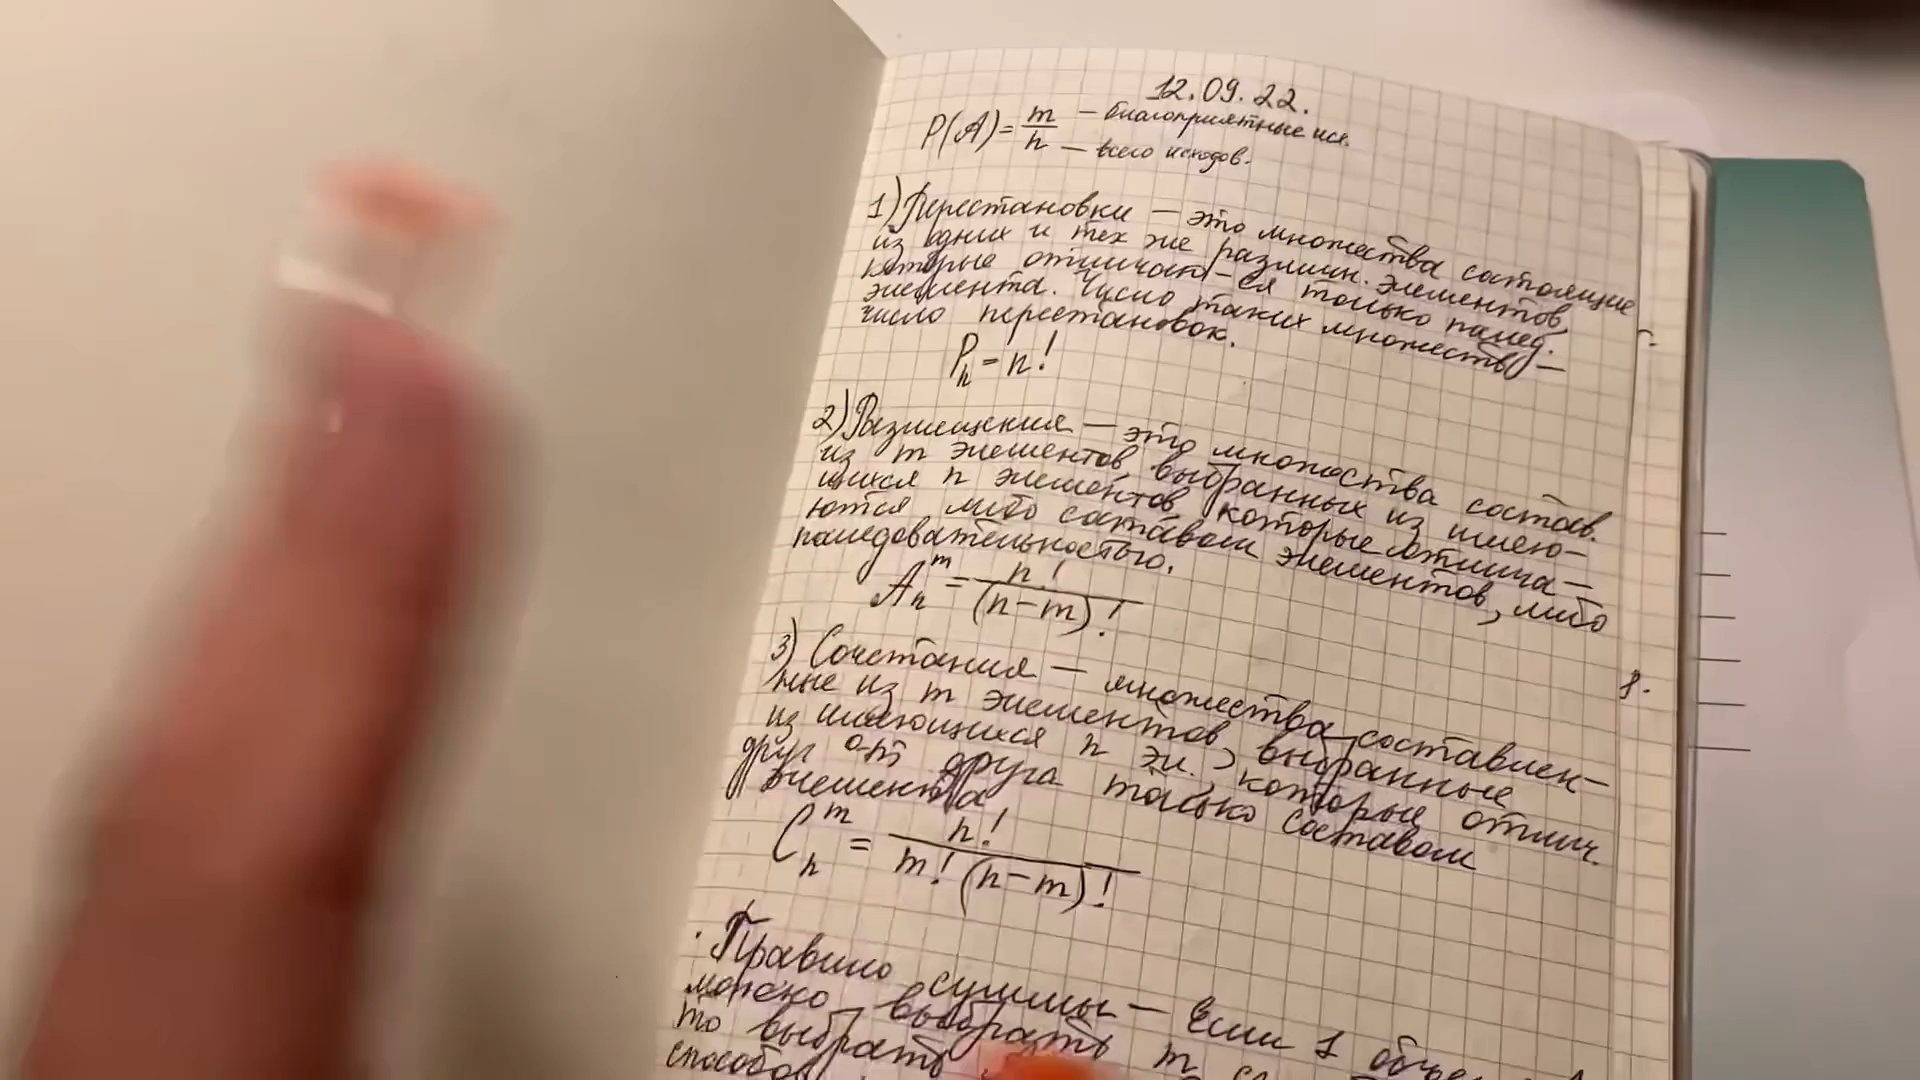 12.09.22.
P(A) = m/n — благоприятные исх.
— всего исходов.
1) Перестановки — это множества состоящие
из одних и тех же различн. элементов,
которые отличают-ся только послед.
элемента. Число таких множеств —
число перестановок.
Pn = n!
2) Размещения — это множества состав.
из m элементов, выбранных из имею-
щихся n элементов, которые отлича-
ются либо составом элементов, либо
последовательностью.
Aₙᵐ = n!/(n-m)!
3) Сочетания — множества, составлен-
ные из m элементов, выбранные
из имеющихся n эл., которые отлич.
друг от друга только составом
элемента
Cₙᵐ = n!/m!(n-m)!
· Правило суммы — Если 1
можно выбрать m
то выбрать
способов